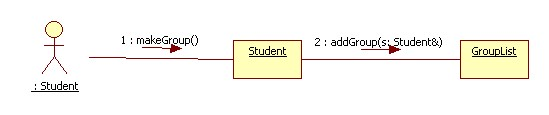 1 : makeGroup()
2 : addGroup(s: Student&)
Student
GroupList
: Student